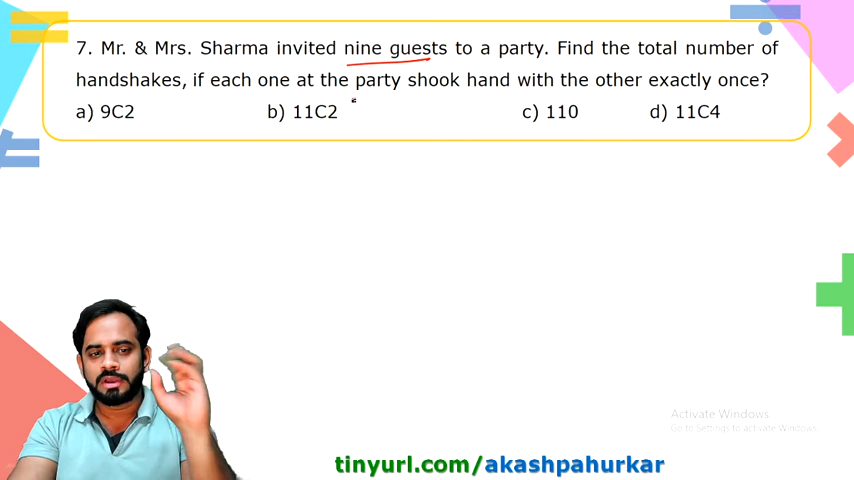 7. Mr. & Mrs. Sharma invited nine guests to a party. Find the total number of
handshakes, if each one at the party shook hand with the other exactly once?
a) 9C2 b) 11C2 c) 110 d) 11C4
Activate Windows
Go to Settings to activate Windows.
tinyurl.com/akashpahurkar